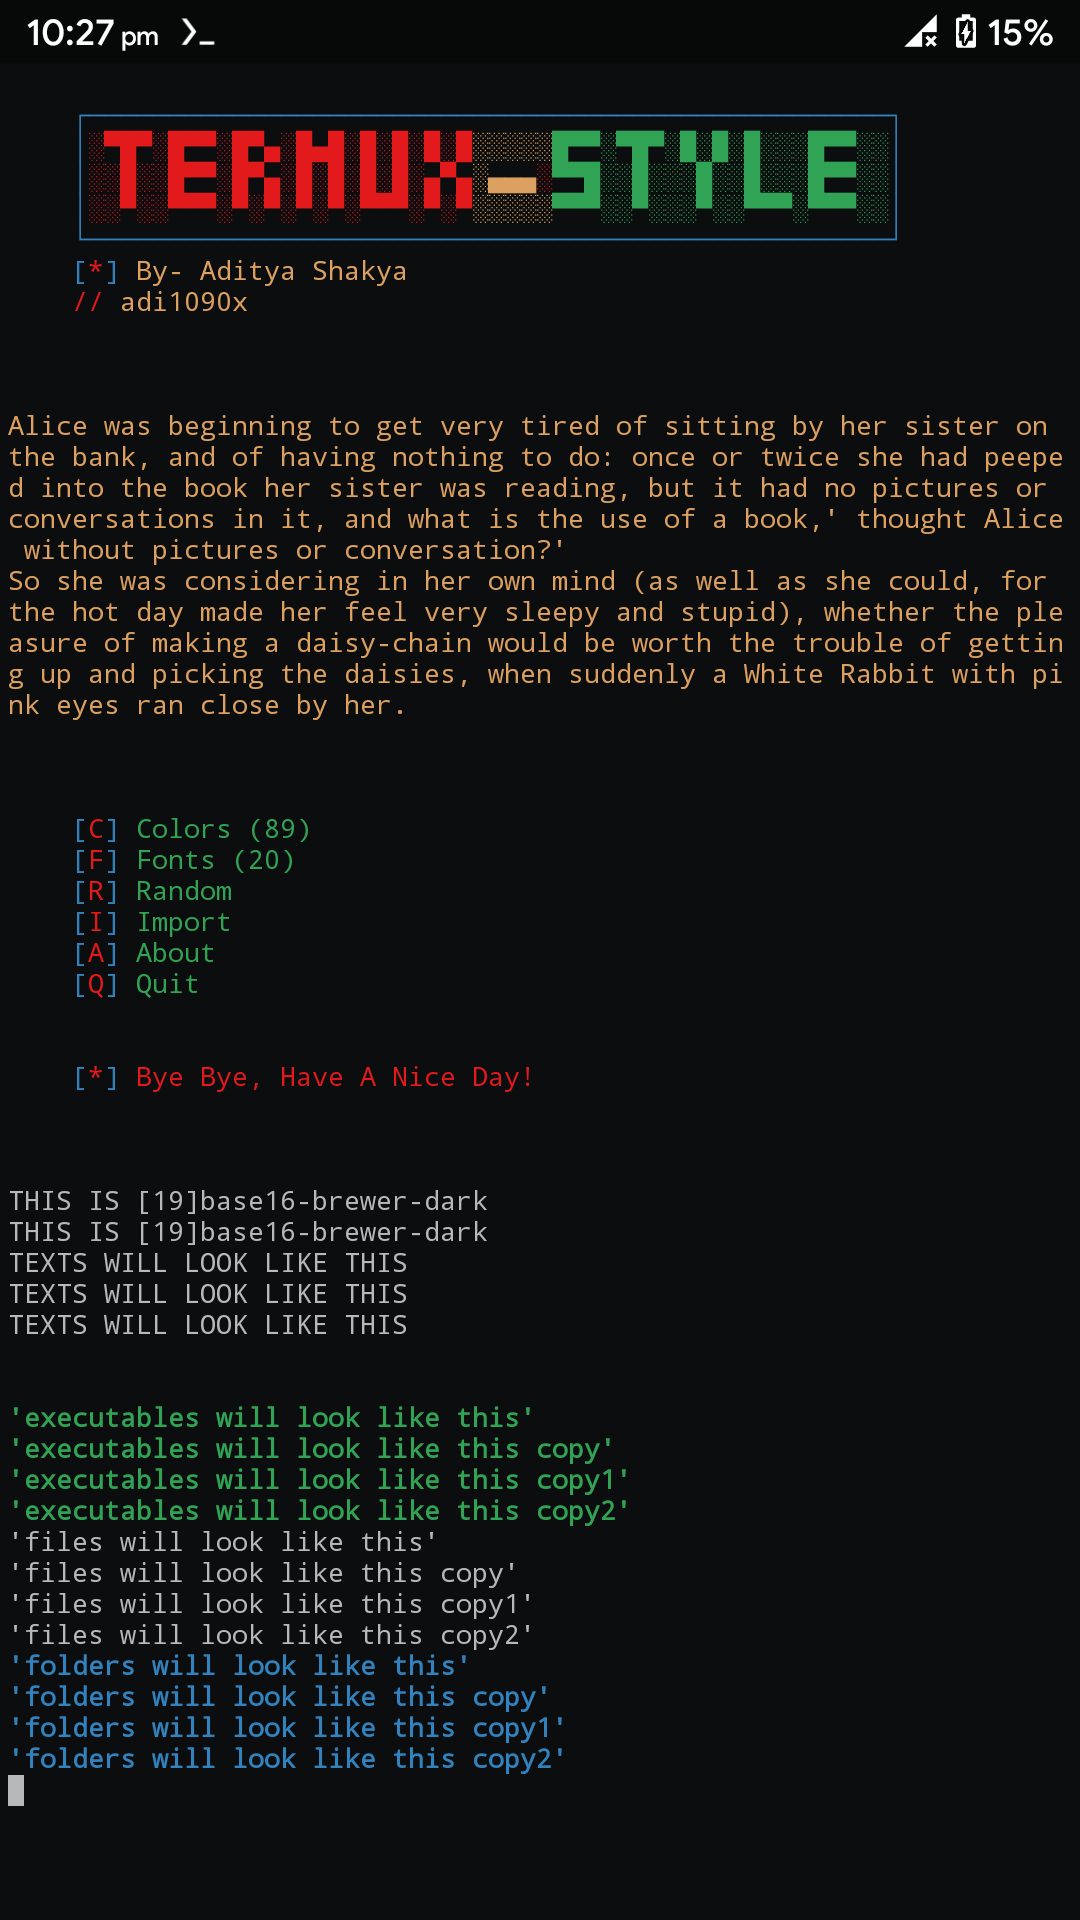 10:27 pm 15%
TERMUX-STYLE
[*] By- Aditya Shakya
// adi1090x
Alice was beginning to get very tired of sitting by her sister on
the bank, and of having nothing to do: once or twice she had peepe
d into the book her sister was reading, but it had no pictures or
conversations in it, and what is the use of a book,' thought Alice
without pictures or conversation?'
So she was considering in her own mind (as well as she could, for
the hot day made her feel very sleepy and stupid), whether the ple
asure of making a daisy-chain would be worth the trouble of gettin
g up and picking the daisies, when suddenly a White Rabbit with pi
nk eyes ran close by her.
[C] Colors (89)
[F] Fonts (20)
[R] Random
[I] Import
[A] About
[Q] Quit
[*] Bye Bye, Have A Nice Day!
THIS IS [19]base16-brewer-dark
THIS IS [19]base16-brewer-dark
TEXTS WILL LOOK LIKE THIS
TEXTS WILL LOOK LIKE THIS
TEXTS WILL LOOK LIKE THIS
'executables will look like this'
'executables will look like this copy'
'executables will look like this copy1'
'executables will look like this copy2'
'files will look like this'
'files will look like this copy'
'files will look like this copy1'
'files will look like this copy2'
'folders will look like this'
'folders will look like this copy'
'folders will look like this copy1'
'folders will look like this copy2'